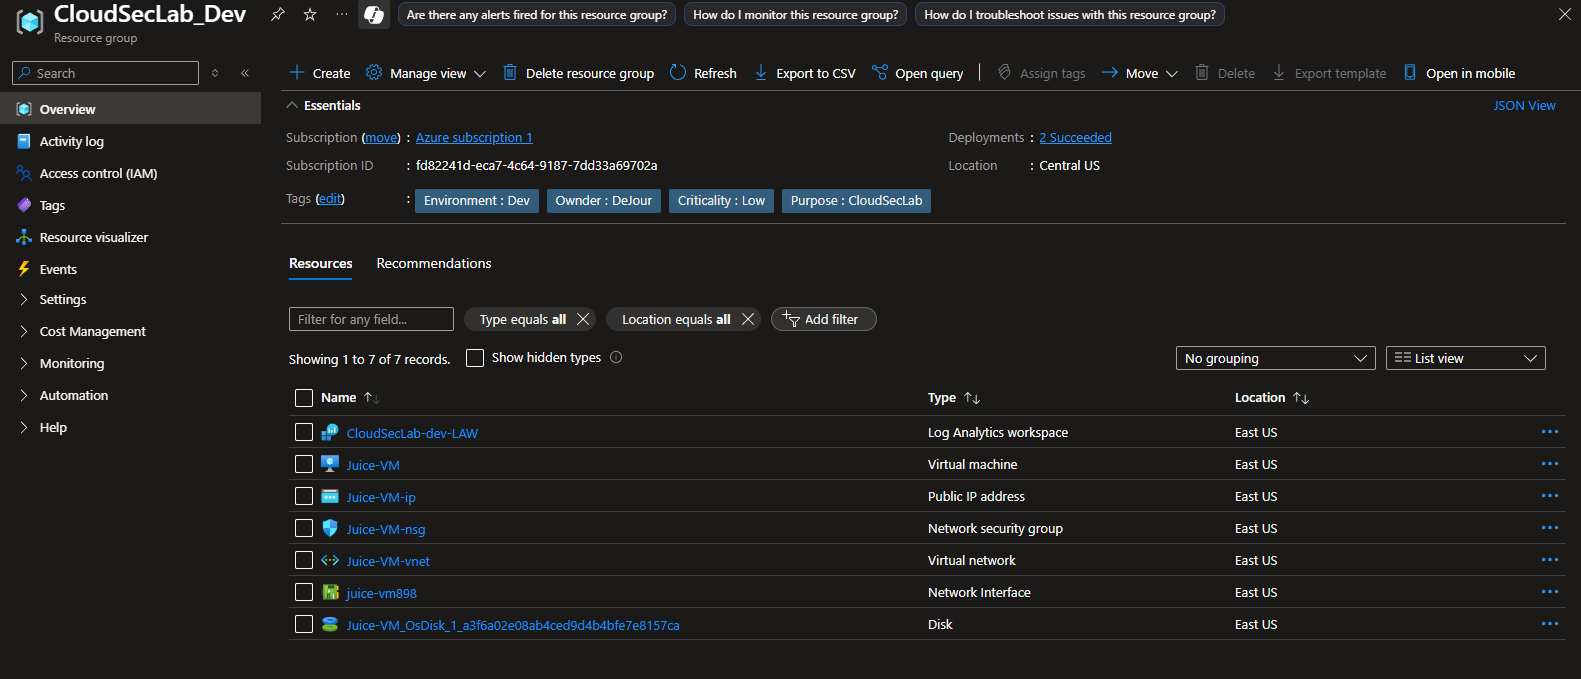 CloudSecLab_Dev
Resource group
Are there any alerts fired for this resource group?
How do I monitor this resource group?
How do I troubleshoot issues with this resource group?
Search
Overview
Activity log
Access control (IAM)
Tags
Resource visualizer
Events
Settings
Cost Management
Monitoring
Automation
Help
Create
Manage view
Delete resource group
Refresh
Export to CSV
Open query
Assign tags
Move
Delete
Export template
Open in mobile
Essentials
JSON View
Subscription (move) : Azure subscription 1
Deployments : 2 Succeeded
Subscription ID : fd82241d-eca7-4c64-9187-7dd33a69702a
Location : Central US
Tags (edit) : Environment : Dev Ownder : DeJour Criticality : Low Purpose : CloudSecLab
Resources Recommendations
Filter for any field... Type equals all Location equals all Add filter
Showing 1 to 7 of 7 records. Show hidden types No grouping List view
Name Type Location
CloudSecLab-dev-LAW Log Analytics workspace East US
Juice-VM Virtual machine East US
Juice-VM-ip Public IP address East US
Juice-VM-nsg Network security group East US
Juice-VM-vnet Virtual network East US
juice-vm898 Network Interface East US
Juice-VM_OsDisk_1_a3f6a02e08ab4ced9d4b4bfe7e8157ca Disk East US